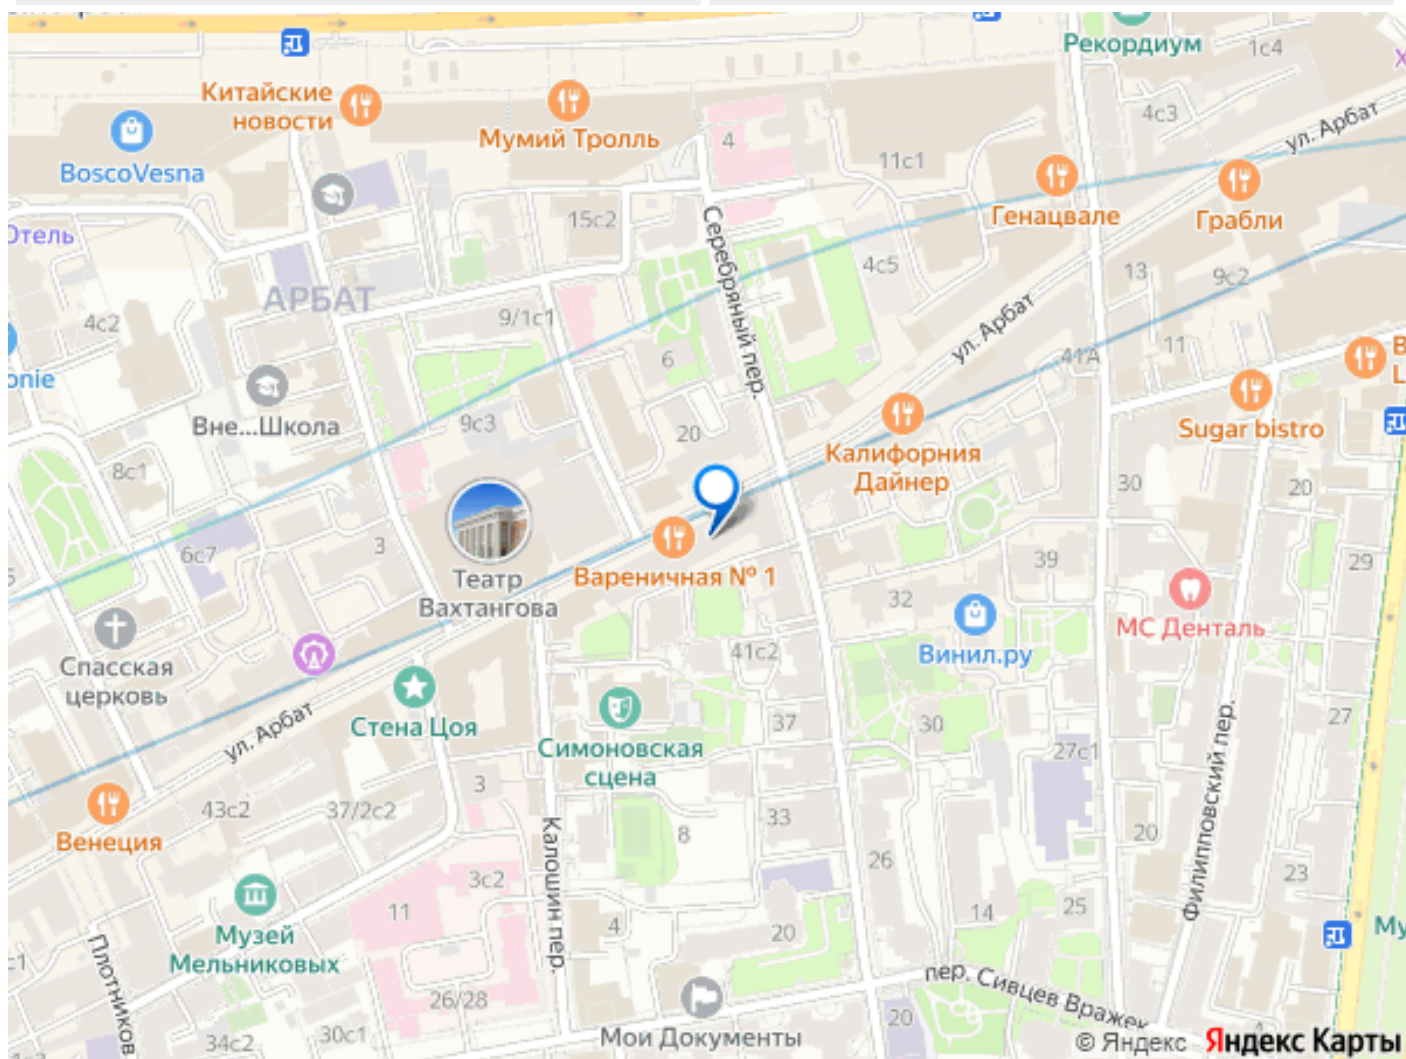 Рекордиум
1с4
Китайские
новости
Мумий Тролль
4
4с3
ул. Арбат
BoscoVesna
11с1
Генацвале
Грабли
Отель
15с2
Серебряный пер.
4с5
13
9с2
АРБАТ
4с2
9/1с1
ул. Арбат
6
41А
11
onie
Вне...Школа
9с3
20
Калифорния
Дайнер
Sugar bistro
8с1
30
20
6с7
3
Театр
Вахтангова
Вареничная № 1
39
29
32
МС Денталь
Спасская
церковь
41с2
Винил.ру
ул. Арбат
Стена Цоя
Симоновская
сцена
37
30
27с1
27
Филипповский пер.
Венеция
43с2
37/2с2
3
Калошин пер.
8
33
20
26
23
Музей
Мельниковых
3с2
11
4
20
14
25
Плотников
26/28
пер. Сивцев Вражек
34с2
30с1
Мои Документы
20
© Яндекс Яндекс Карты